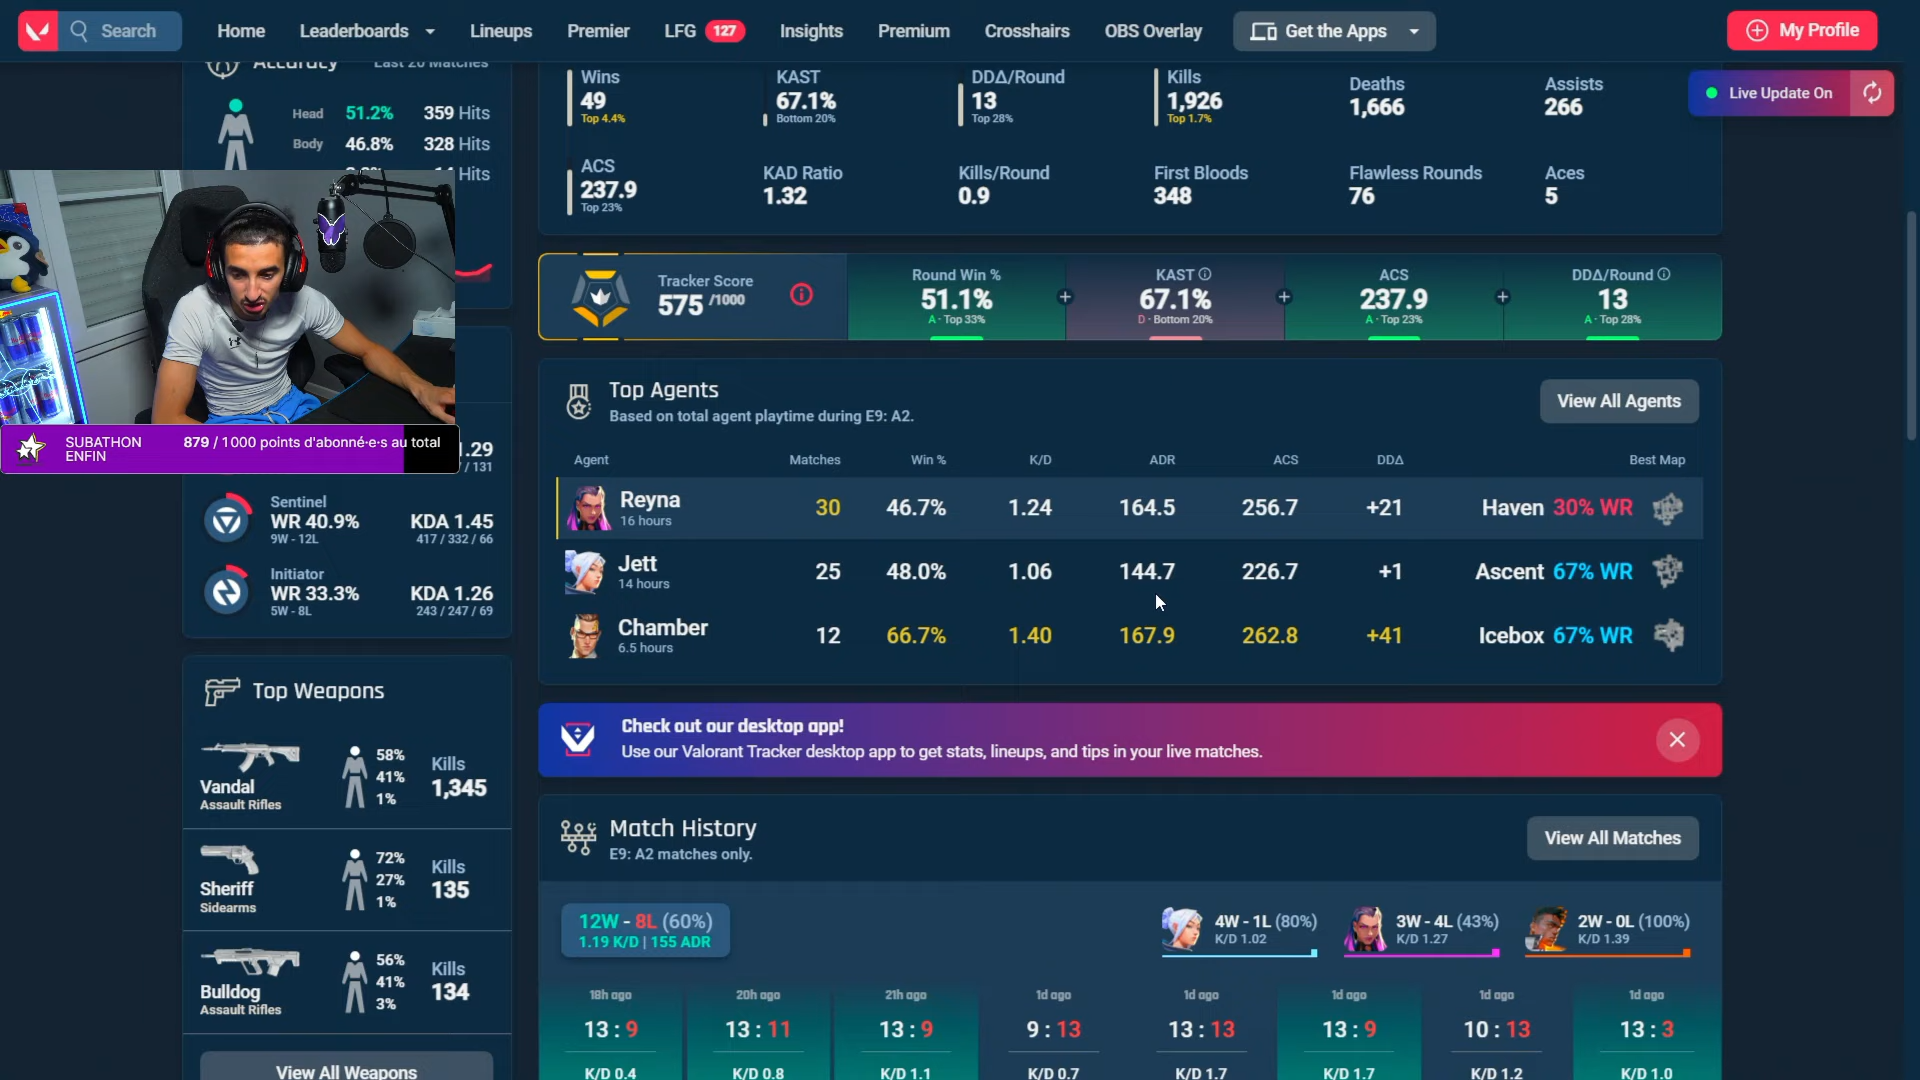 Search
Home
Leaderboards
Lineups
Premier
LFG 127
Insights
Premium
Crosshairs
OBS Overlay
Get the Apps
My Profile
Live Update On
Accuracy
Last 20 Matches
Head 51.2% 359 Hits
Body 46.8% 328 Hits
14 Hits
SUBATHON
ENFIN
879 / 1000 points d'abonné·e·s au total
/ 131
Sentinel
WR 40.9% KDA 1.45
9W - 12L 417 / 332 / 66
Initiator
WR 33.3% KDA 1.26
5W - 8L 243 / 247 / 69
Top Weapons
Vandal
Assault Rifles
58%
41%
1%
Kills
1,345
Sheriff
Sidearms
72%
27%
1%
Kills
135
Bulldog
Assault Rifles
56%
41%
3%
Kills
134
View All Weapons
Wins
49
Top 4.4%
KAST
67.1%
Bottom 20%
DDΔ/Round
13
Top 28%
Kills
1,926
Top 1.7%
Deaths
1,666
Assists
266
ACS
237.9
Top 23%
KAD Ratio
1.32
Kills/Round
0.9
First Bloods
348
Flawless Rounds
76
Aces
5
Tracker Score
575 /1000
Round Win %
51.1%
A · Top 33%
+
KAST
67.1%
D · Bottom 20%
+
ACS
237.9
A · Top 23%
+
DDΔ/Round
13
A · Top 28%
Top Agents
Based on total agent playtime during E9: A2.
View All Agents
Agent Matches Win % K/D ADR ACS DDΔ Best Map
Reyna 30 46.7% 1.24 164.5 256.7 +21 Haven 30% WR
16 hours
Jett 25 48.0% 1.06 144.7 226.7 +1 Ascent 67% WR
14 hours
Chamber 12 66.7% 1.40 167.9 262.8 +41 Icebox 67% WR
6.5 hours
Check out our desktop app!
Use our Valorant Tracker desktop app to get stats, lineups, and tips in your live matches.
Match History
E9: A2 matches only.
View All Matches
12W - 8L (60%)
1.19 K/D | 155 ADR
4W - 1L (80%)
K/D 1.02
3W - 4L (43%)
K/D 1.27
2W - 0L (100%)
K/D 1.39
18h ago 20h ago 21h ago 1d ago 1d ago 1d ago 1d ago 1d ago
13 : 9 13 : 11 13 : 9 9 : 13 13 : 13 13 : 9 10 : 13 13 : 3
K/D 0.4 K/D 0.8 K/D 1.1 K/D 0.7 K/D 1.7 K/D 1.7 K/D 1.2 K/D 1.0